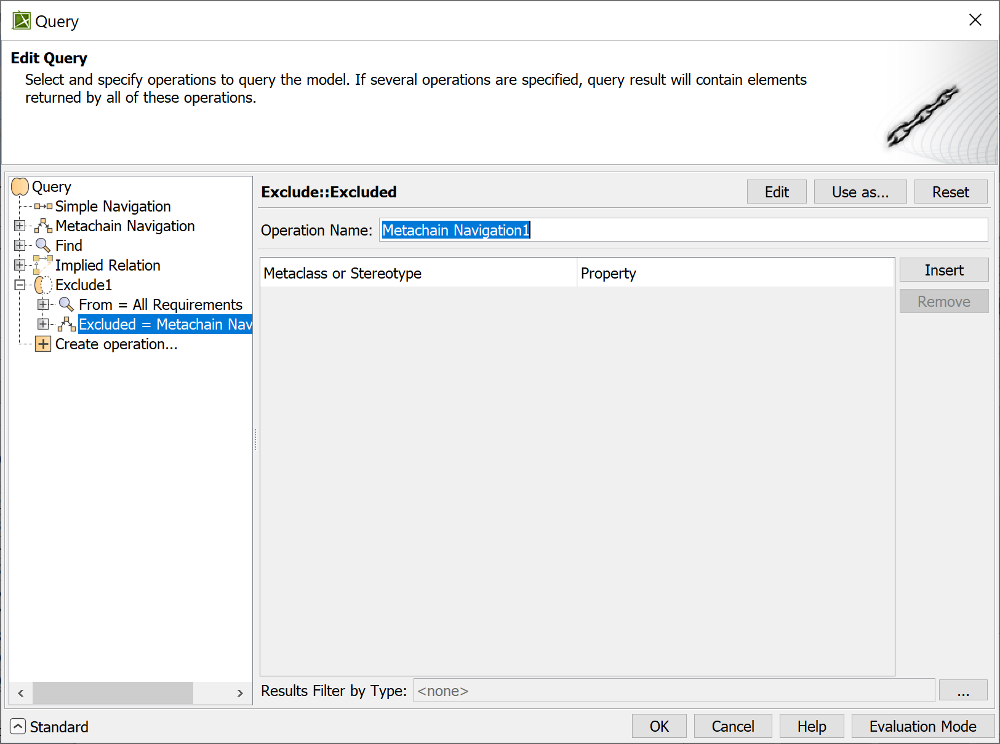 Query
Edit Query
Select and specify operations to query the model. If several operations are specified, query result will contain elements
returned by all of these operations.
Query
Simple Navigation
Metachain Navigation
Find
Implied Relation
Exclude1
From = All Requirements
Excluded = Metachain Nav
Create operation...
Exclude::Excluded
Edit
Use as...
Reset
Operation Name: Metachain Navigation1
Metaclass or Stereotype Property
Insert
Remove
Results Filter by Type: <none>
...
Standard
OK
Cancel
Help
Evaluation Mode